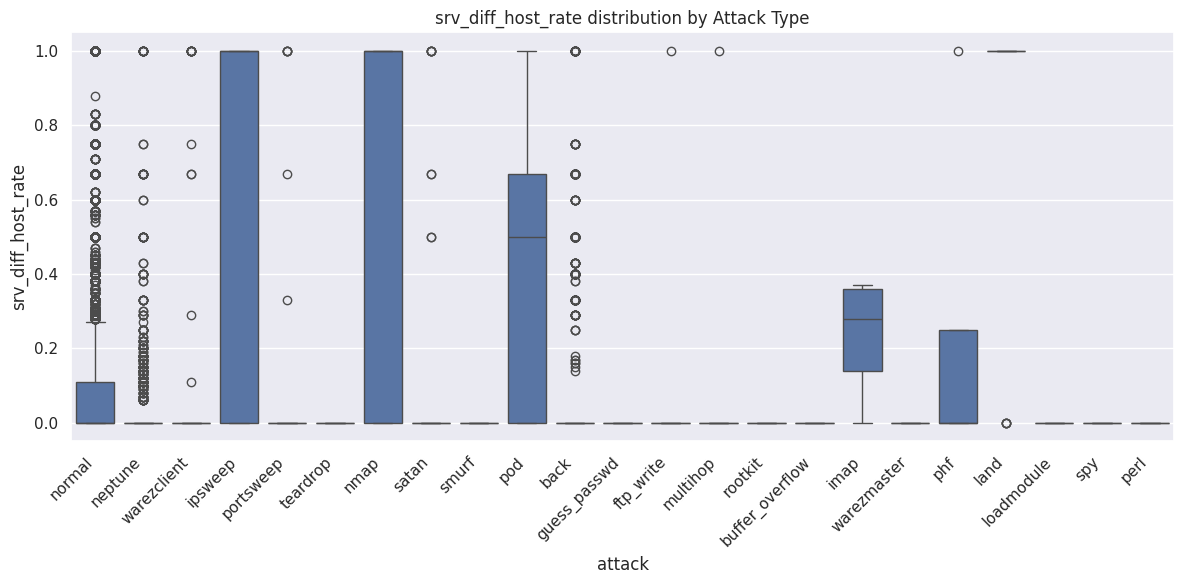 srv_diff_host_rate distribution by Attack Type
srv_diff_host_rate
1.0
0.8
0.6
0.4
0.2
0.0
normal
neptune
warezclient
ipsweep
portsweep
teardrop
nmap
satan
smurf
pod
back
guess_passwd
ftp_write
multihop
rootkit
buffer_overflow
imap
warezmaster
phf
land
loadmodule
spy
perl
attack